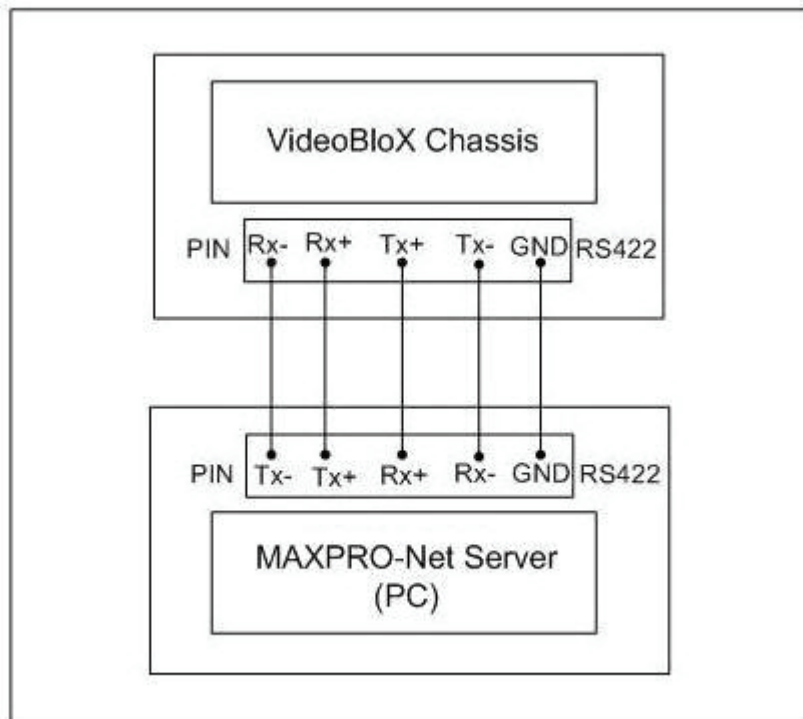 VideoBloX Chassis
PIN Rx- Rx+ Tx+ Tx- GND RS422
PIN Tx- Tx+ Rx+ Rx- GND RS422
MAXPRO-Net Server
(PC)